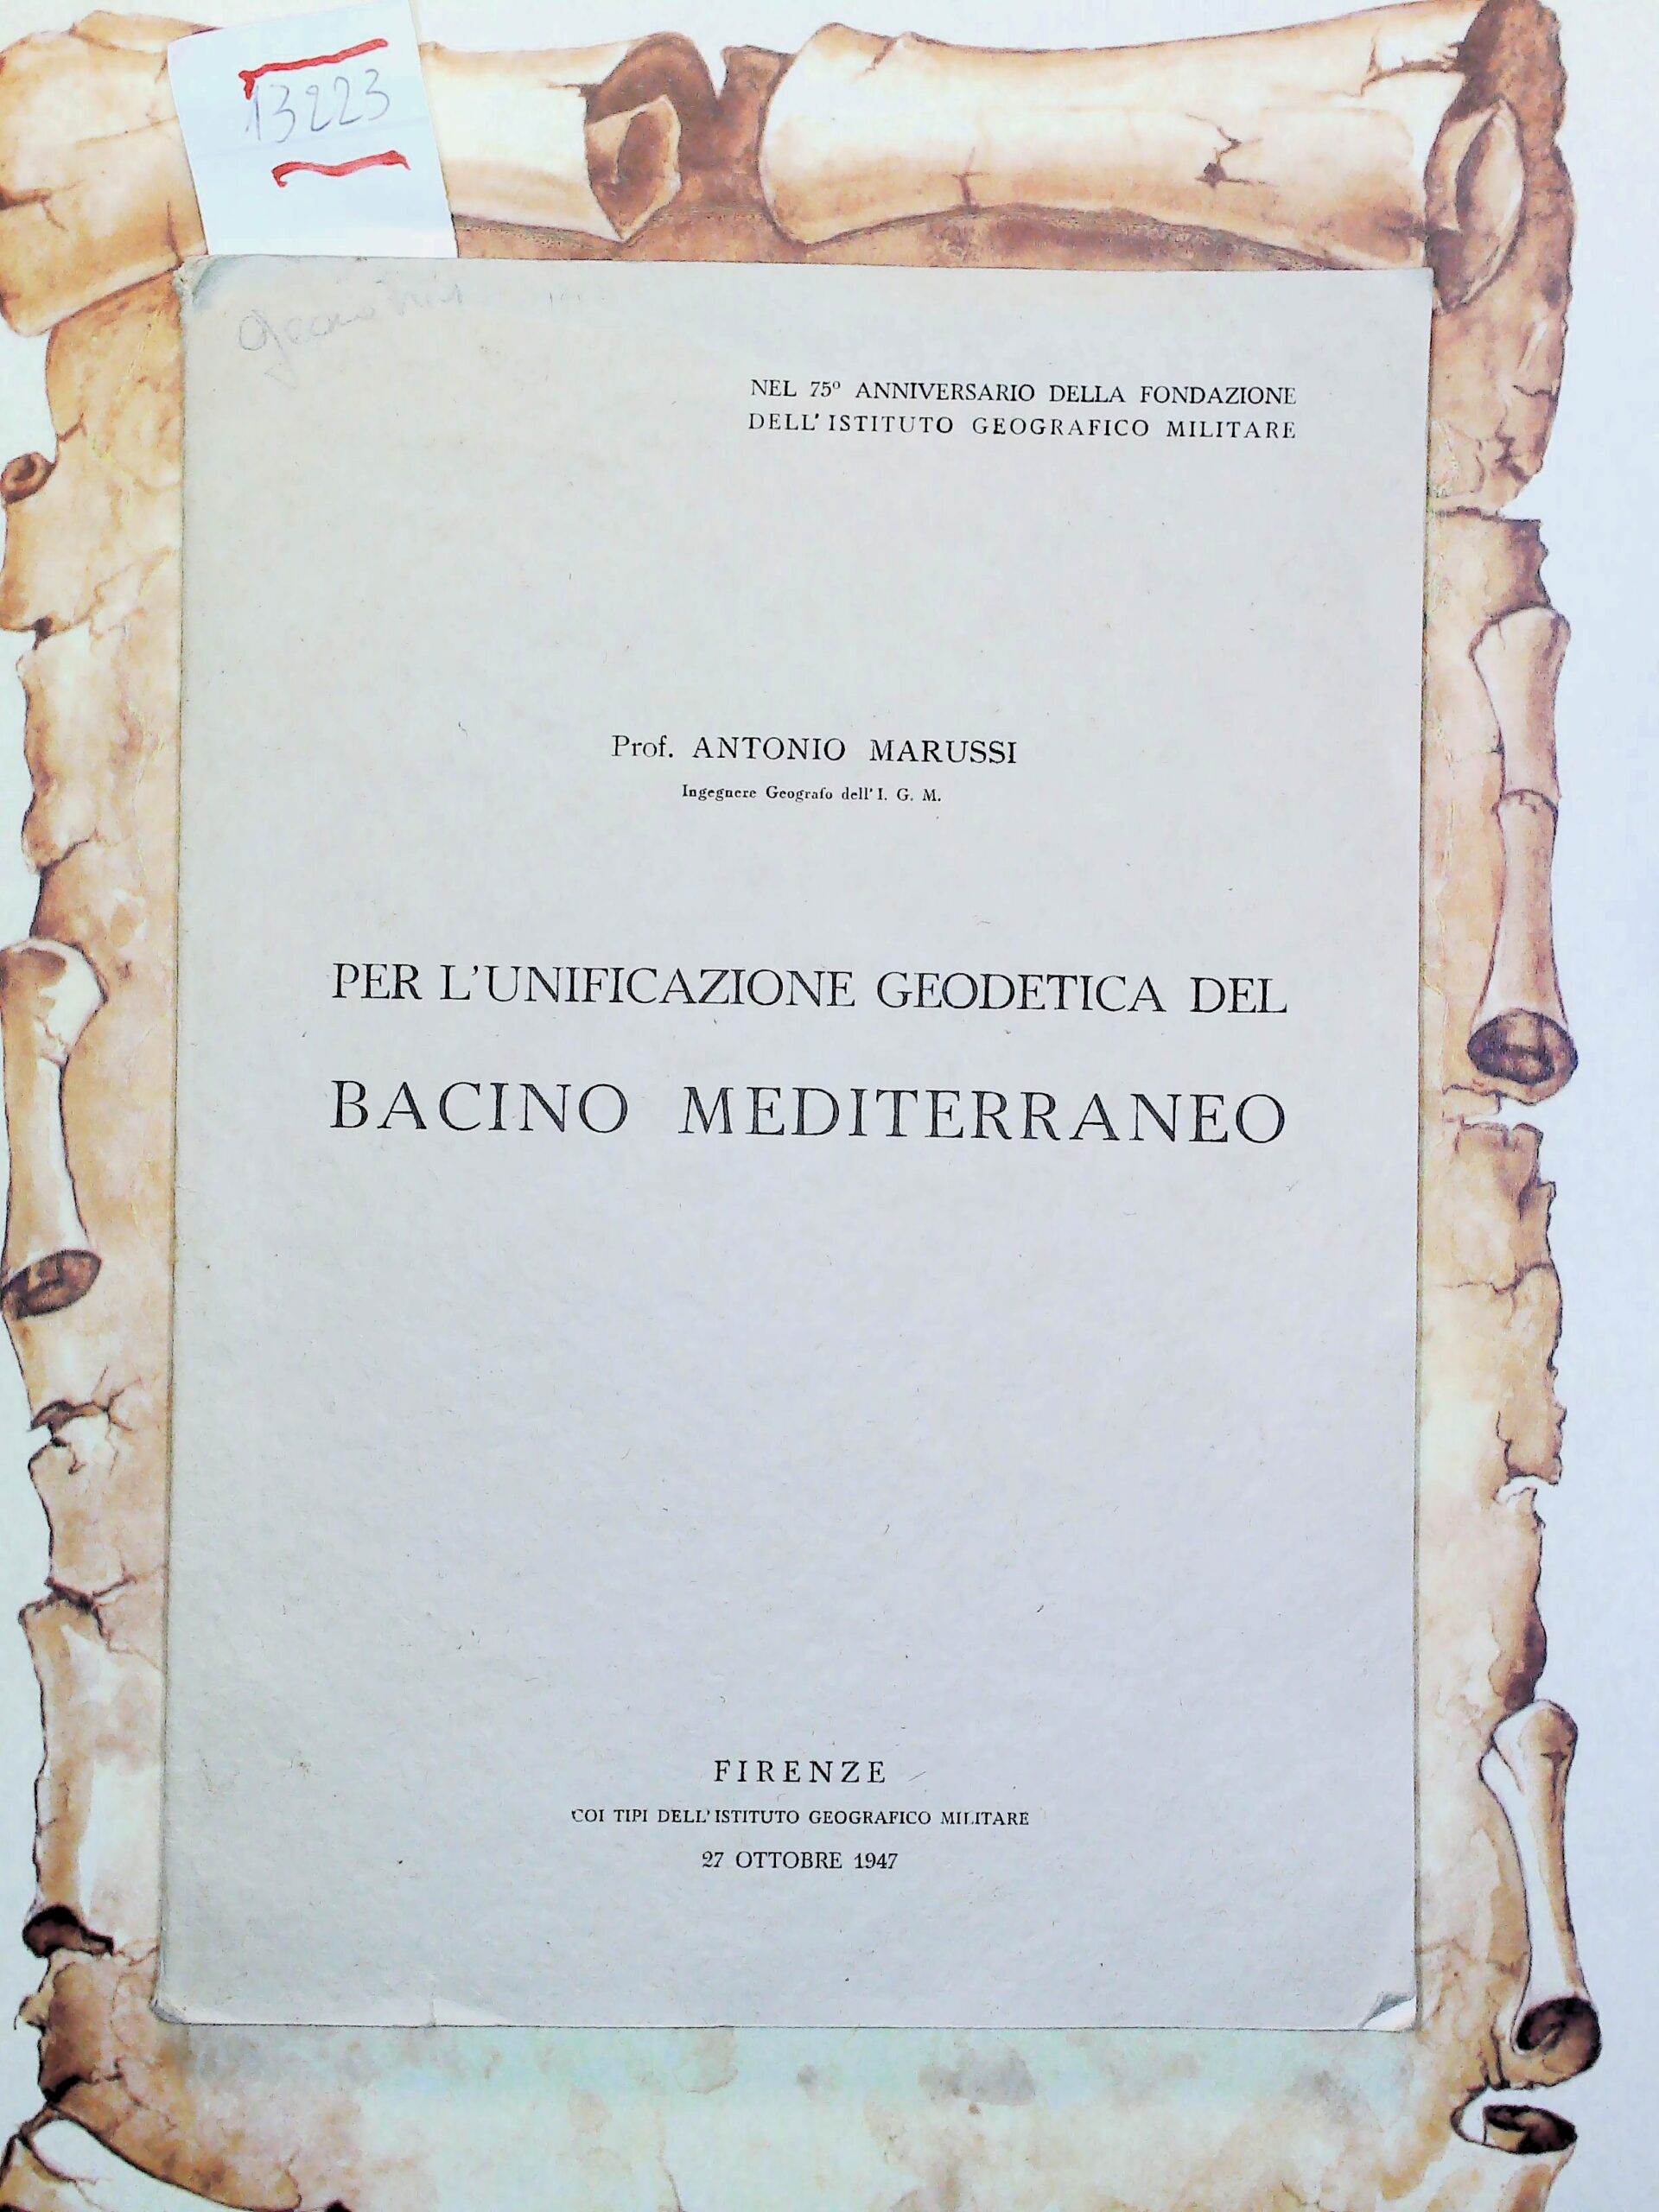 13223
NEL 75º ANNIVERSARIO DELLA FONDAZIONE
DELL' ISTITUTO GEOGRAFICO MILITARE
Prof. ANTONIO MARUSSI
Ingegnere Geografo dell' I. G. M.
PER L'UNIFICAZIONE GEODETICA DEL
BACINO MEDITERRANEO
FIRENZE
COI TIPI DELL' ISTITUTO GEOGRAFICO MILITARE
27 OTTOBRE 1947